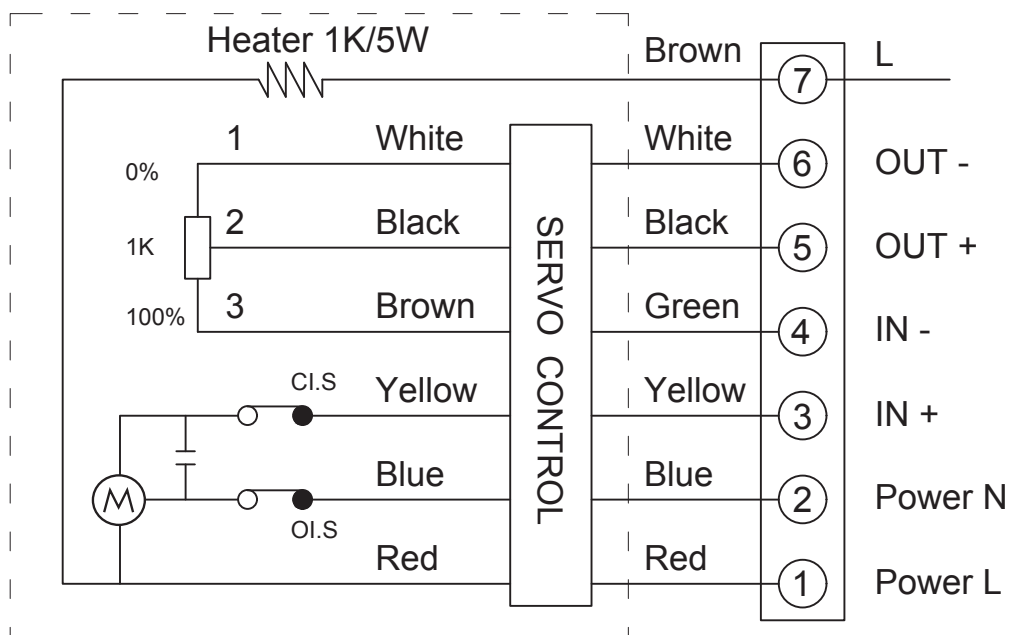 Heater 1K/5W Brown 7 L
1 White White 6 OUT -
0%
2 Black Black 5 OUT +
1K
3 Brown Green 4 IN -
100%
SERVO CONTROL
CI.S Yellow Yellow 3 IN +
M Blue Blue 2 Power N
OI.S
Red Red 1 Power L